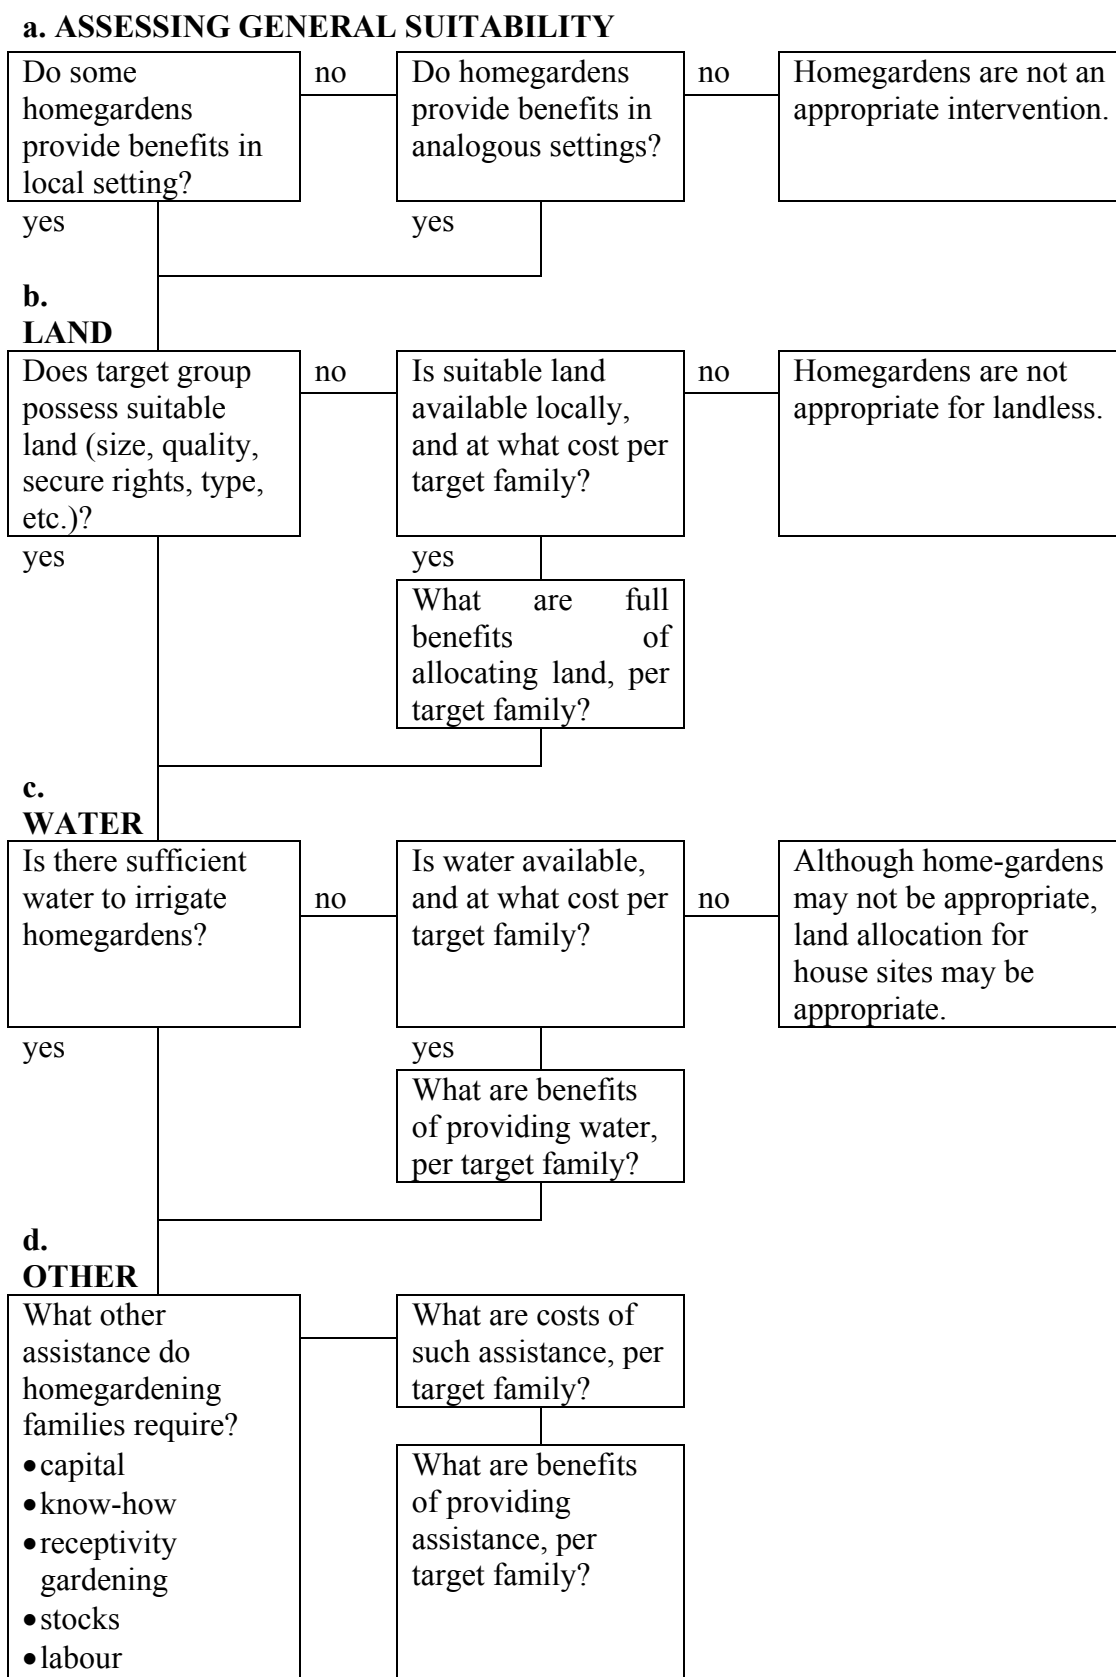 a. ASSESSING GENERAL SUITABILITY
Do some
homegardens
provide benefits in
local setting?
no
Do homegardens
provide benefits in
analogous settings?
no
Homegardens are not an
appropriate intervention.
yes
yes
b.
LAND
Does target group
possess suitable
land (size, quality,
secure rights, type,
etc.)?
no
Is suitable land
available locally,
and at what cost per
target family?
no
Homegardens are not
appropriate for landless.
yes
yes
What are full
benefits of
allocating land, per
target family?
c.
WATER
Is there sufficient
water to irrigate
homegardens?
no
Is water available,
and at what cost per
target family?
no
Although home-gardens
may not be appropriate,
land allocation for
house sites may be
appropriate.
yes
yes
What are benefits
of providing water,
per target family?
d.
OTHER
What other
assistance do
homegardening
families require?
•capital
•know-how
•receptivity
gardening
•stocks
•labour
What are costs of
such assistance, per
target family?
What are benefits
of providing
assistance, per
target family?